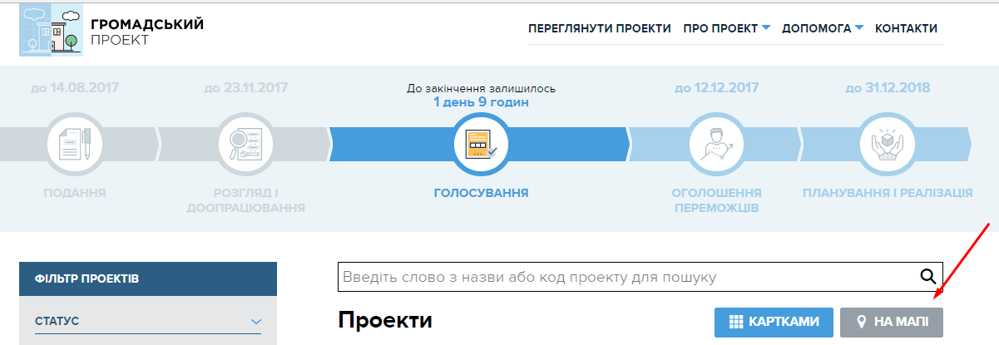 ГРОМАДСЬКИЙ
ПРОЕКТ
ПЕРЕГЛЯНУТИ ПРОЕКТИ ПРО ПРОЕКТ ДОПОМОГА КОНТАКТИ
до 14.08.2017
до 23.11.2017
До закінчення залишилось
1 день 9 годин
до 12.12.2017
до 31.12.2018
ПОДАННЯ
РОЗГЛЯД І
ДООПРАЦЮВАННЯ
ГОЛОСУВАННЯ
ОГОЛОШЕННЯ
ПЕРЕМОЖЦІВ
ПЛАНУВАННЯ І РЕАЛІЗАЦІЯ
ФІЛЬТР ПРОЕКТІВ
СТАТУС
Введіть слово з назви або код проекту для пошуку
Проекти
КАРТКАМИ
НА МАПІ